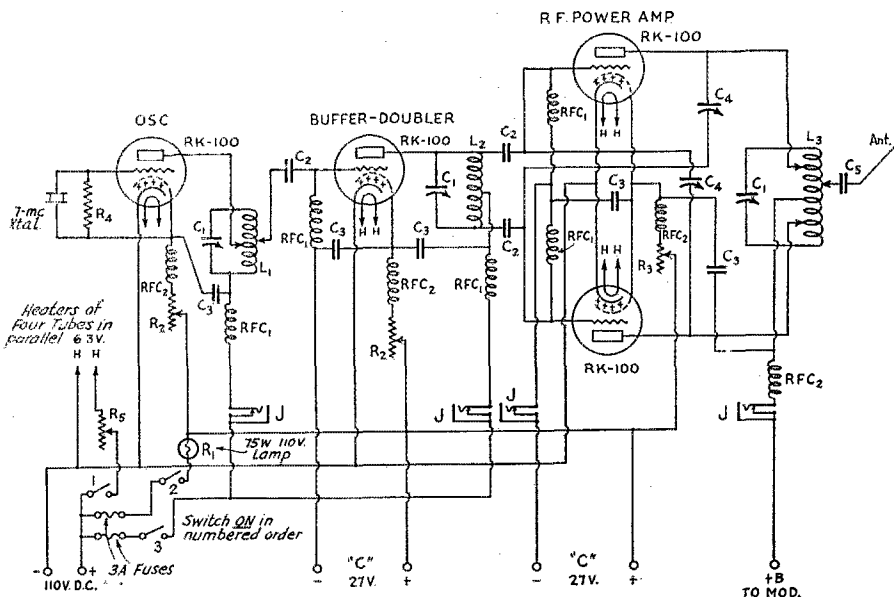 R.F. POWER AMP
RK-100
OSC
RK-100
BUFFER-DOUBLER
RK-100
7-mc
Xtal.
R4
H H
C1
L1
C2
RFC1
C3
H H
C3
C1
L2
C2
C2
RFC1
H H
C4
C4
C3
RFC1
H H
RFC2
R3
C3
C1
L3
C5
Ant.
RFC2
R2
C3
RFC1
RFC2
R2
RFC1
RK-100
RFC2
Heaters of
Four Tubes in
parallel 6 3V.
H H
R5
J
J
J
J
R1
75W 110V.
Lamp
1
2
3
Switch ON in
numbered order
3A Fuses
- +
110V. D.C.
- "C" +
27V.
- "C" +
27V.
+B
TO MOD.